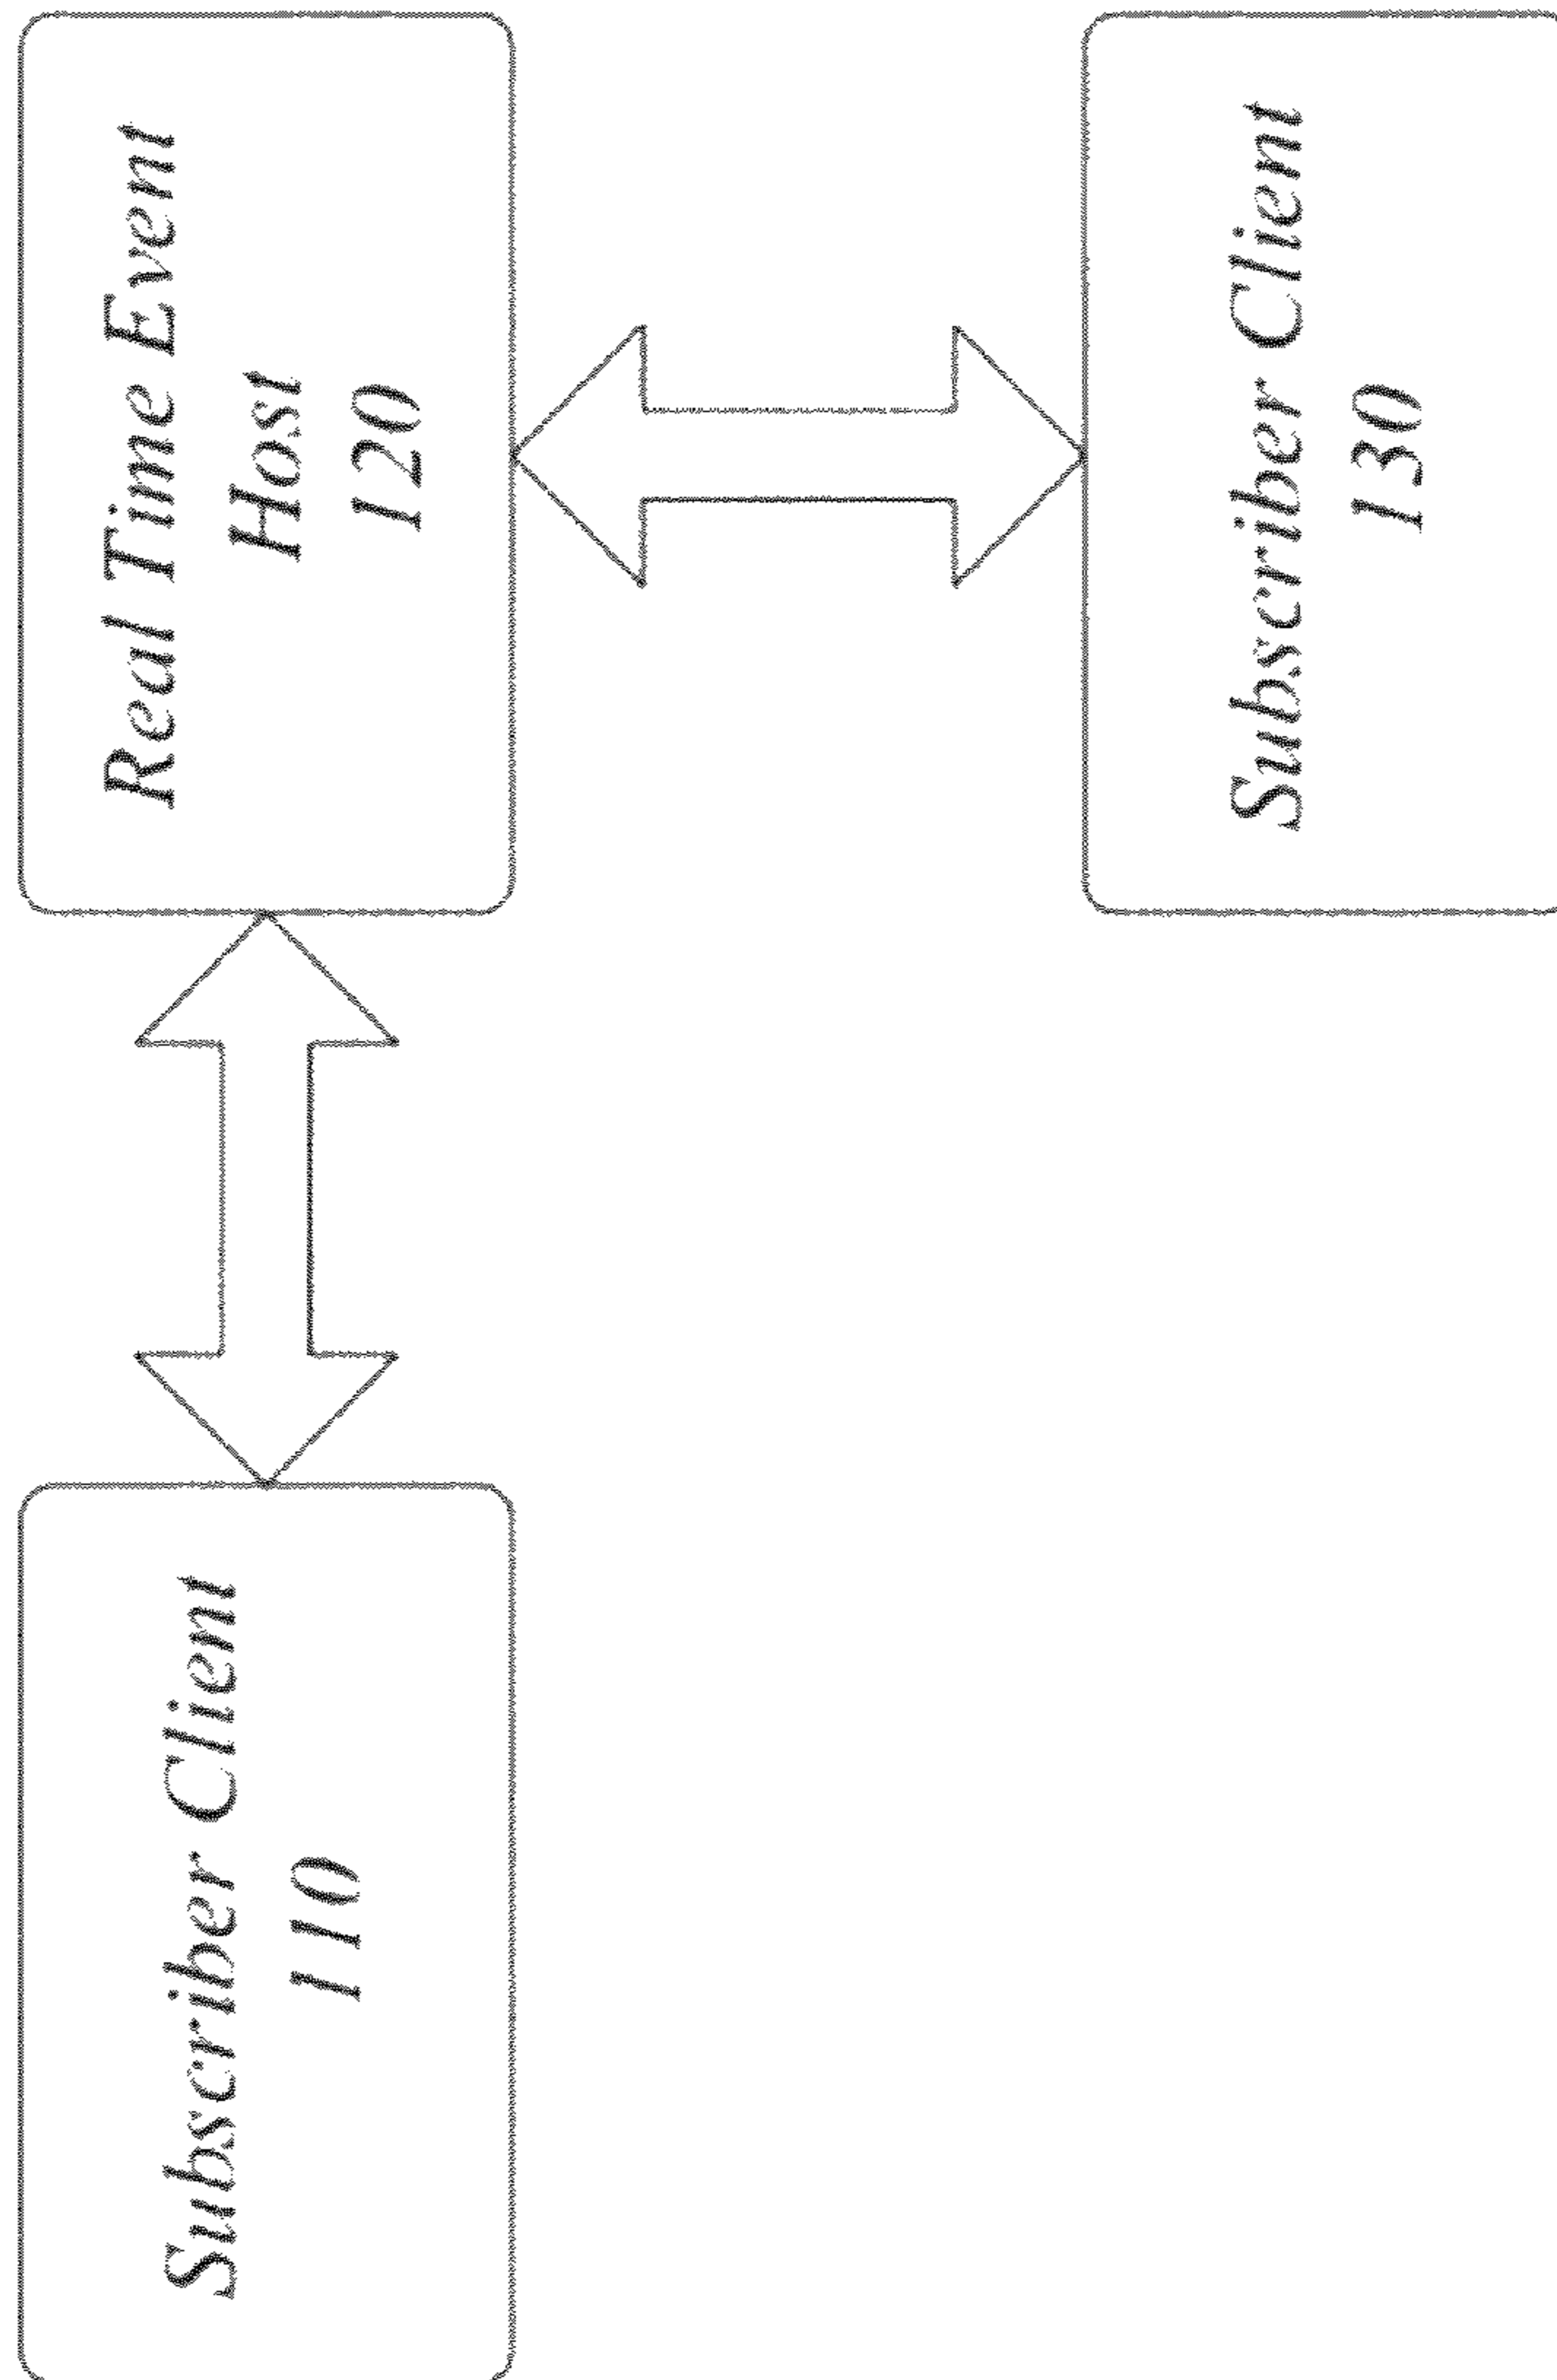 Subscriber Client
110
Real Time Event
Host
120
Subscriber Client
130